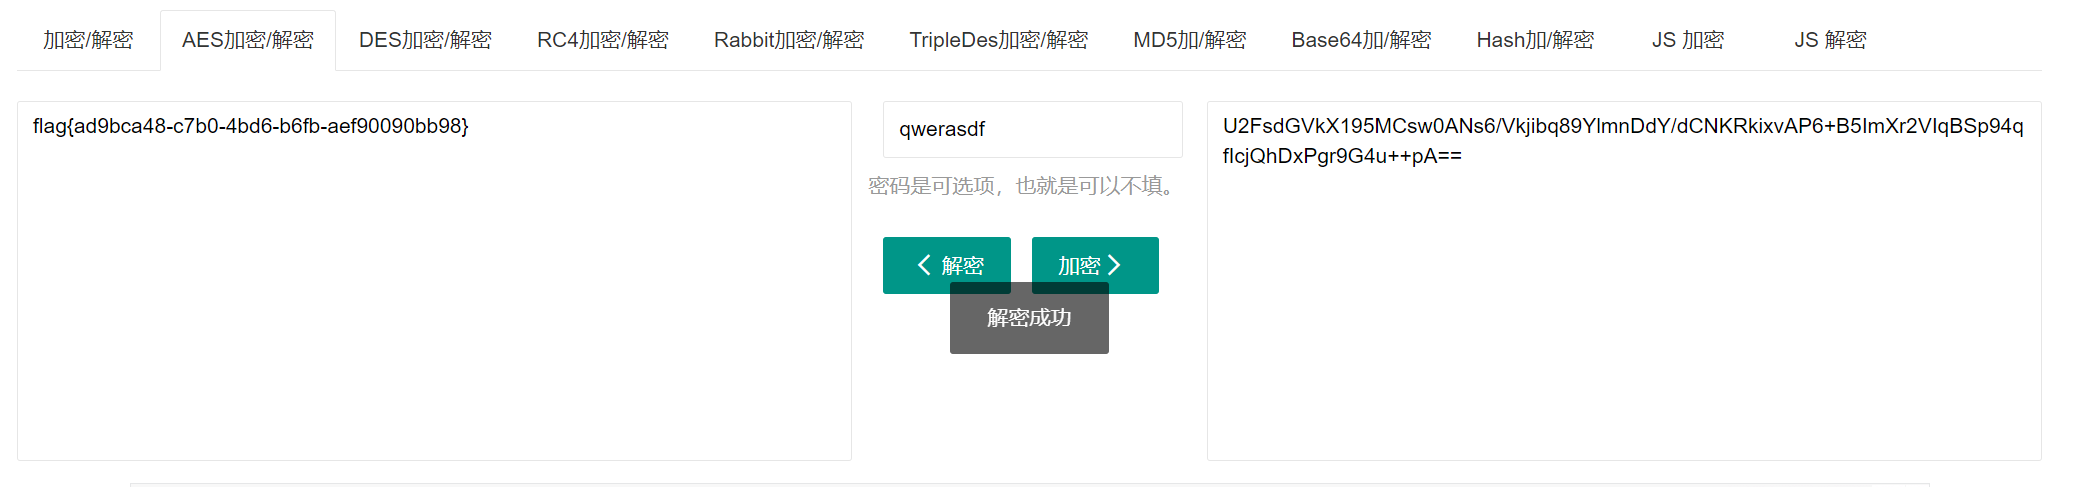 加密/解密 AES加密/解密 DES加密/解密 RC4加密/解密 Rabbit加密/解密 TripleDes加密/解密 MD5加/解密 Base64加/解密 Hash加/解密 JS 加密 JS 解密
flag{ad9bca48-c7b0-4bd6-b6fb-aef90090bb98}
qwerasdf
密码是可选项，也就是可以不填。
解密 加密
解密成功
U2FsdGVkX195MCsw0ANs6/Vkjibq89YlmnDdY/dCNKRkixvAP6+B5ImXr2VIqBSp94q
fIcjQhDxPgr9G4u++pA==